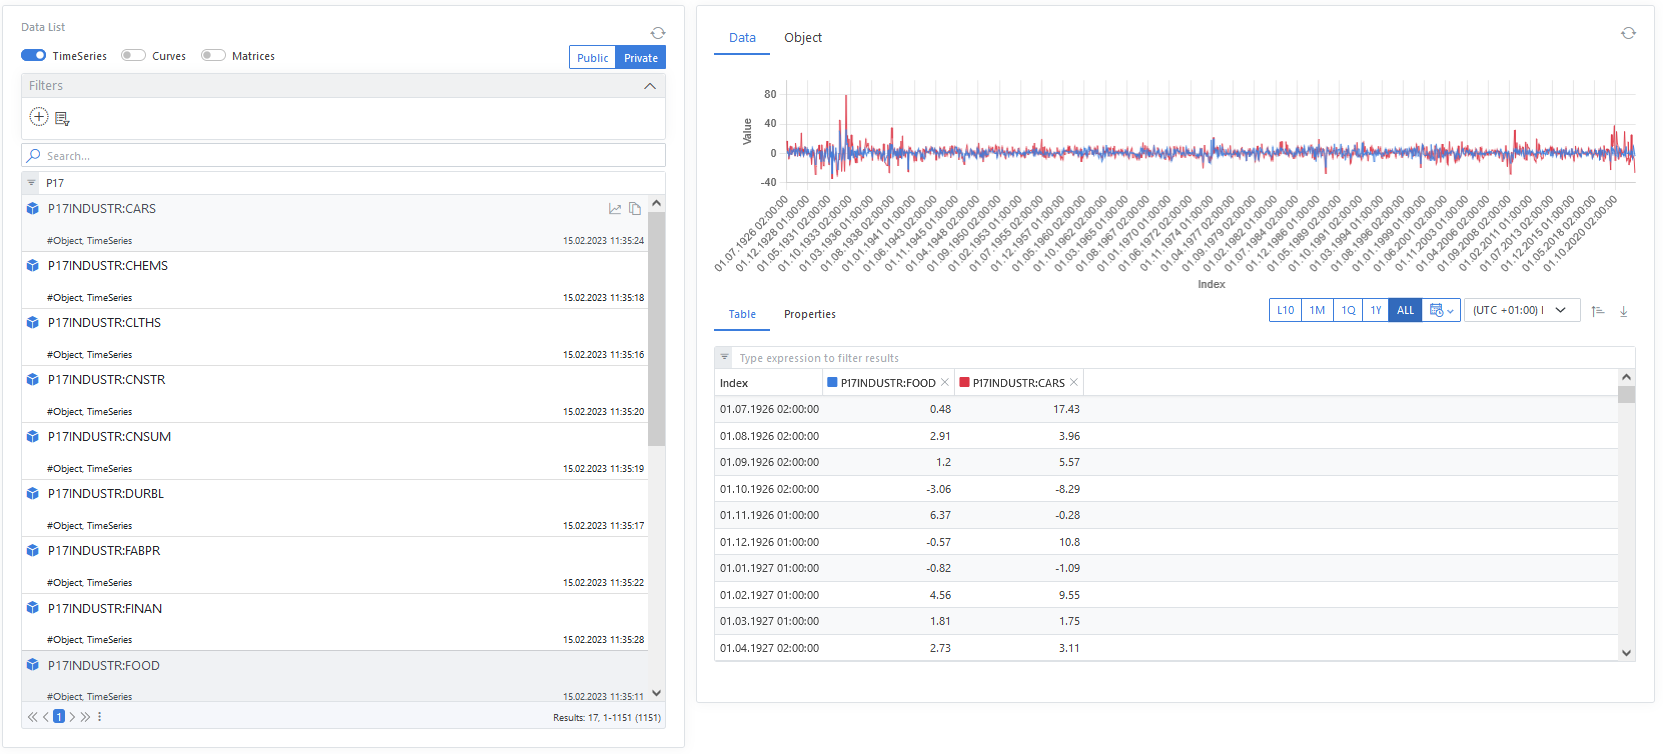 Data List
TimeSeries Curves Matrices Public Private
Filters
Search...
P17
P17INDUSTR:CARS
#Object, TimeSeries 15.02.2023 11:35:24
P17INDUSTR:CHEMS
#Object, TimeSeries 15.02.2023 11:35:18
P17INDUSTR:CLTHS
#Object, TimeSeries 15.02.2023 11:35:16
P17INDUSTR:CNSTR
#Object, TimeSeries 15.02.2023 11:35:20
P17INDUSTR:CNSUM
#Object, TimeSeries 15.02.2023 11:35:19
P17INDUSTR:DURBL
#Object, TimeSeries 15.02.2023 11:35:17
P17INDUSTR:FABPR
#Object, TimeSeries 15.02.2023 11:35:22
P17INDUSTR:FINAN
#Object, TimeSeries 15.02.2023 11:35:28
P17INDUSTR:FOOD
#Object, TimeSeries 15.02.2023 11:35:11
1 Results: 17, 1-1151 (1151)
Data Object
80
40
0
-40
Value
01.07.1926 02:00:00
01.12.1928 01:00:00
01.05.1931 02:00:00
01.10.1933 02:00:00
01.03.1936 01:00:00
01.08.1938 02:00:00
01.01.1941 01:00:00
01.06.1943 02:00:00
01.11.1945 01:00:00
01.04.1948 02:00:00
01.09.1950 02:00:00
01.02.1953 01:00:00
01.07.1955 02:00:00
01.12.1957 01:00:00
01.05.1960 02:00:00
01.10.1962 02:00:00
01.03.1965 01:00:00
01.08.1967 02:00:00
01.01.1970 01:00:00
01.06.1972 02:00:00
01.11.1974 01:00:00
01.04.1977 02:00:00
01.09.1979 02:00:00
01.02.1982 01:00:00
01.07.1984 02:00:00
01.12.1986 01:00:00
01.05.1989 02:00:00
01.10.1991 02:00:00
01.03.1994 01:00:00
01.08.1996 02:00:00
01.01.1999 01:00:00
01.06.2001 02:00:00
01.11.2003 01:00:00
01.04.2006 02:00:00
01.09.2008 02:00:00
01.02.2011 01:00:00
01.07.2013 02:00:00
01.12.2015 01:00:00
01.05.2018 02:00:00
01.10.2020 02:00:00
Index
Table Properties L10 1M 1Q 1Y ALL (UTC +01:00) I
Type expression to filter results
Index P17INDUSTR:FOOD P17INDUSTR:CARS
01.07.1926 02:00:00 0.48 17.43
01.08.1926 02:00:00 2.91 3.96
01.09.1926 02:00:00 1.2 5.57
01.10.1926 02:00:00 -3.06 -8.29
01.11.1926 01:00:00 6.37 -0.28
01.12.1926 01:00:00 -0.57 10.8
01.01.1927 01:00:00 -0.82 -1.09
01.02.1927 01:00:00 4.56 9.55
01.03.1927 01:00:00 1.81 1.75
01.04.1927 02:00:00 2.73 3.11